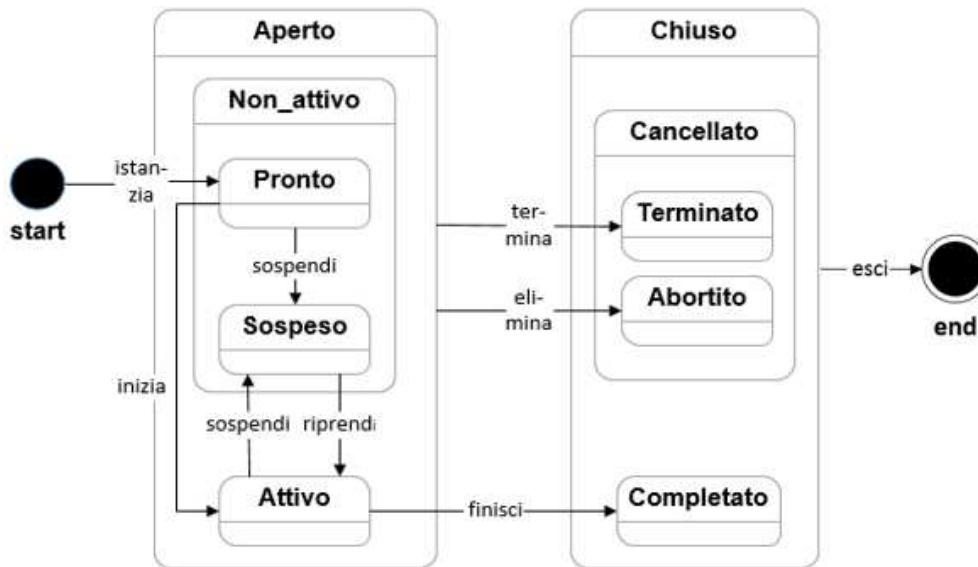 Aperto
Chiuso
Non_attivo
Cancellato
istan-
zia
Pronto
start
ter-
mina
Terminato
sospendi
esci
eli-
mina
Abortito
Sospeso
end
inizia
sospendi
riprendi
Attivo
finisci
Completato